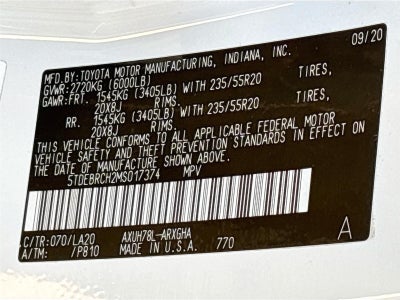 MFD.BY:TOYOTA MOTOR MANUFACTURING, INDIANA, INC. 09/20
GVWR:2720KG (6000LB)
GAWR:FRT. 1545KG (3405LB) WITH 235/55R20 TIRES,
20X8J RIMS.
RR. 1545KG (3405LB) WITH 235/55R20 TIRES,
20X8J RIMS.
THIS VEHICLE CONFORMS TO ALL APPLICABLE FEDERAL MOTOR
VEHICLE SAFETY AND THEFT PREVENTION STANDARDS IN EFFECT ON
THE DATE OF MANUFACTURE SHOWN ABOVE.
5TDEBRCH2MS017374 MPV
C/TR:070/LA20 AXUH78L-ARXGHA A
A/TM: /P810 MADE IN U.S.A. 770